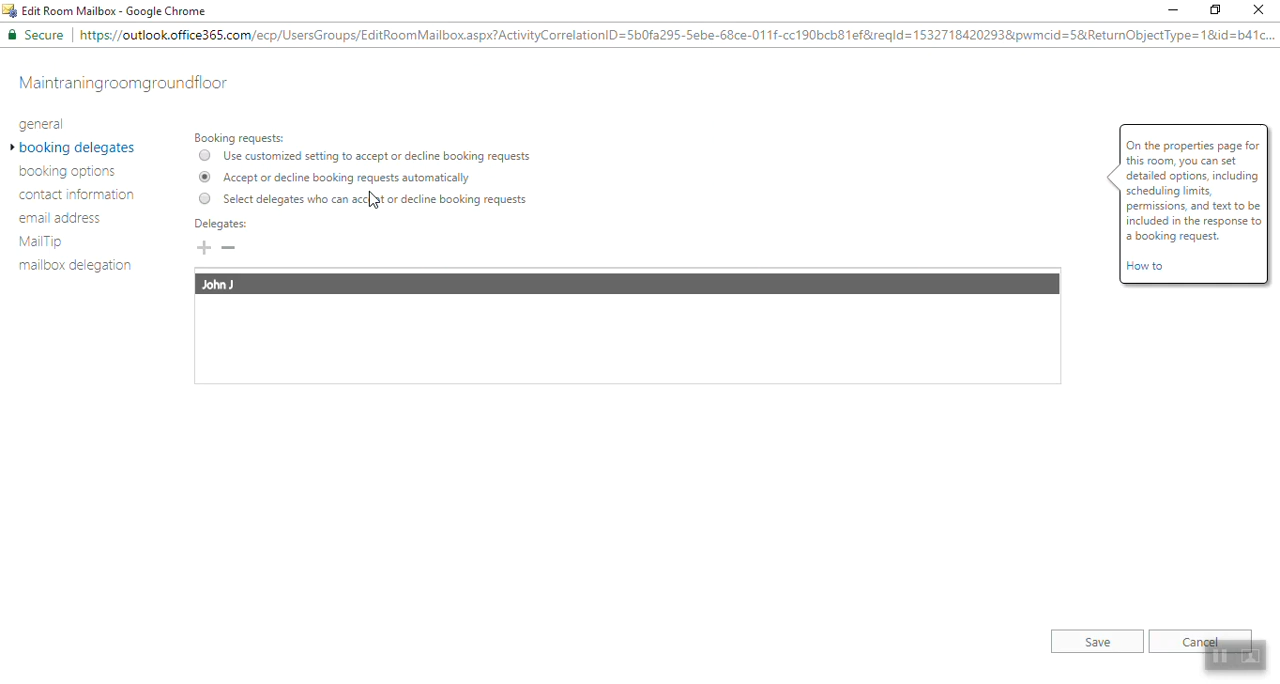 Edit Room Mailbox - Google Chrome
Secure https://outlook.office365.com/ecp/UsersGroups/EditRoomMailbox.aspx?ActivityCorrelationID=5b0fa295-5ebe-68ce-011f-cc190bcb81ef&reqId=1532718420293&pwmcid=5&ReturnObjectType=1&id=b41c...
Maintraningroomgroundfloor
general
booking delegates
booking options
contact information
email address
MailTip
mailbox delegation
Booking requests:
Use customized setting to accept or decline booking requests
Accept or decline booking requests automatically
Select delegates who can accept or decline booking requests
Delegates:
John J
On the properties page for
this room, you can set
detailed options, including
scheduling limits,
permissions, and text to be
included in the response to
a booking request.
How to
Save
Cancel